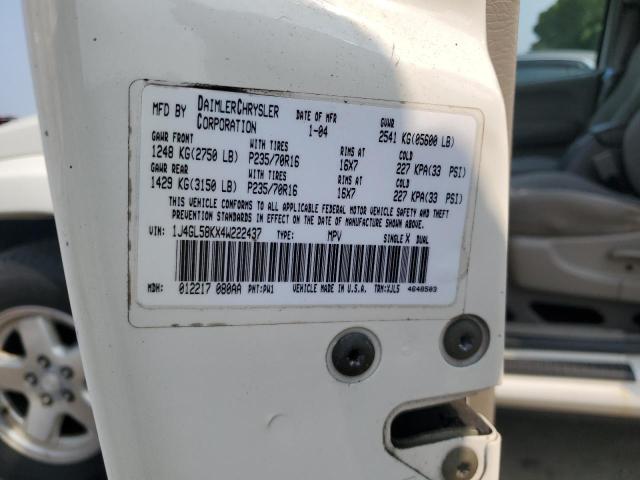 MFD BY DAIMLERCHRYSLER CORPORATION DATE OF MFR 1-04 GVWR 2541 KG(05600 LB)
GAWR FRONT WITH TIRES RIMS AT COLD
1248 KG(2750 LB) P235/70R16 16X7 227 KPA(33 PSI)
GAWR REAR WITH TIRES RIMS AT COLD
1429 KG(3150 LB) P235/70R16 16X7 227 KPA(33 PSI)
THIS VEHICLE CONFORMS TO ALL APPLICABLE FEDERAL MOTOR VEHICLE SAFETY AND THEFT
PREVENTION STANDARDS IN EFFECT ON THE DATE OF MANUFACTURE SHOWN ABOVE.
VIN: 1J4GL58KX4W222437 TYPE: MPV SINGLE X DUAL
MDH: 012217 080AA PNT:PW1 VEHICLE MADE IN U.S.A. TRM:XJL5 4648503